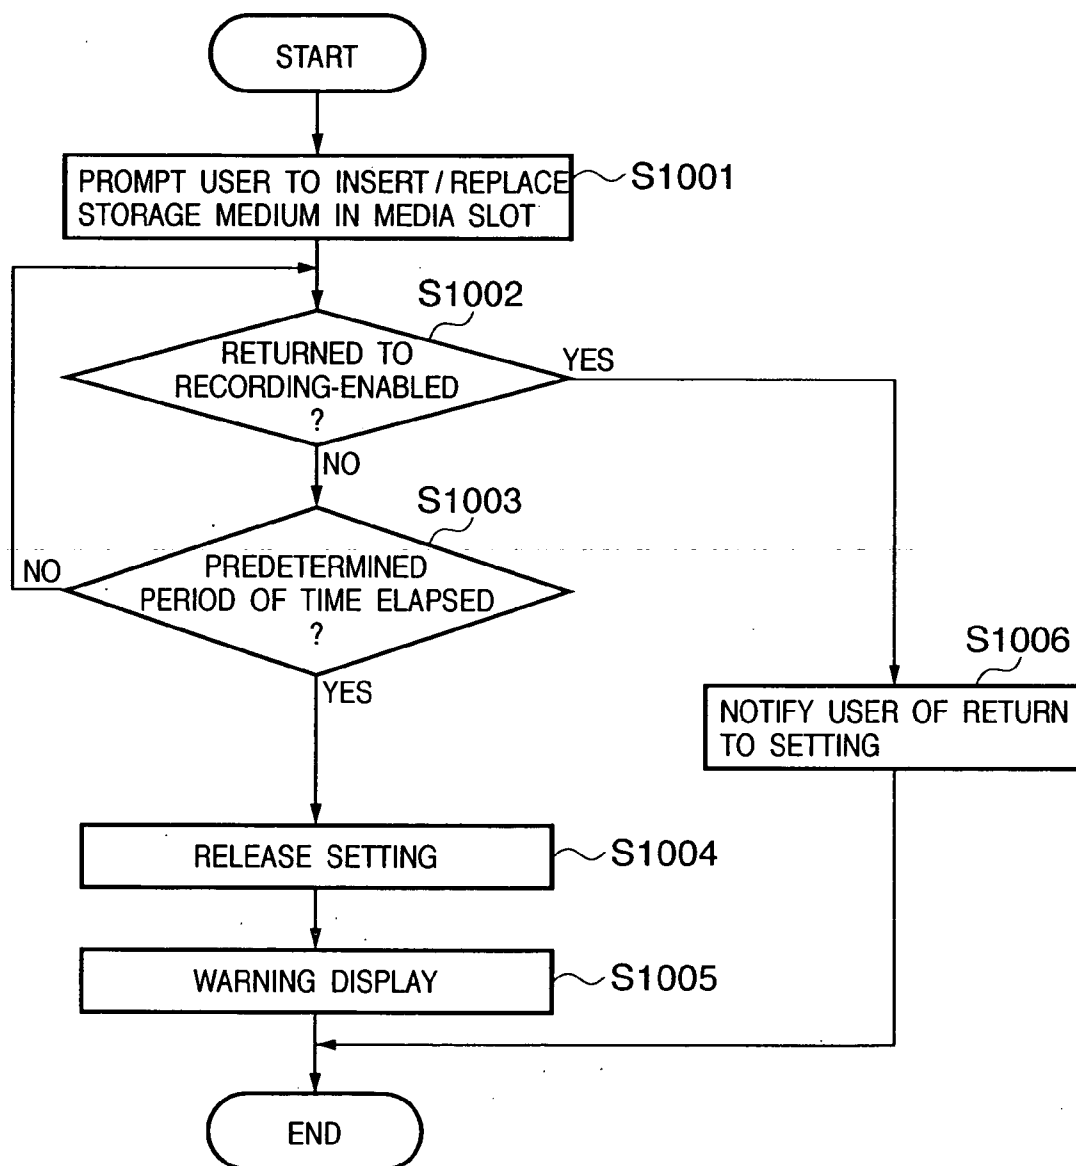 START
PROMPT USER TO INSERT/REPLACE
STORAGE MEDIUM IN MEDIA SLOT
S1001
S1002
RETURNED TO
RECORDING-ENABLED
?
YES
NO
S1003
PREDETERMINED
PERIOD OF TIME ELAPSED
?
NO
YES
S1006
NOTIFY USER OF RETURN
TO SETTING
RELEASE SETTING
S1004
WARNING DISPLAY
S1005
END